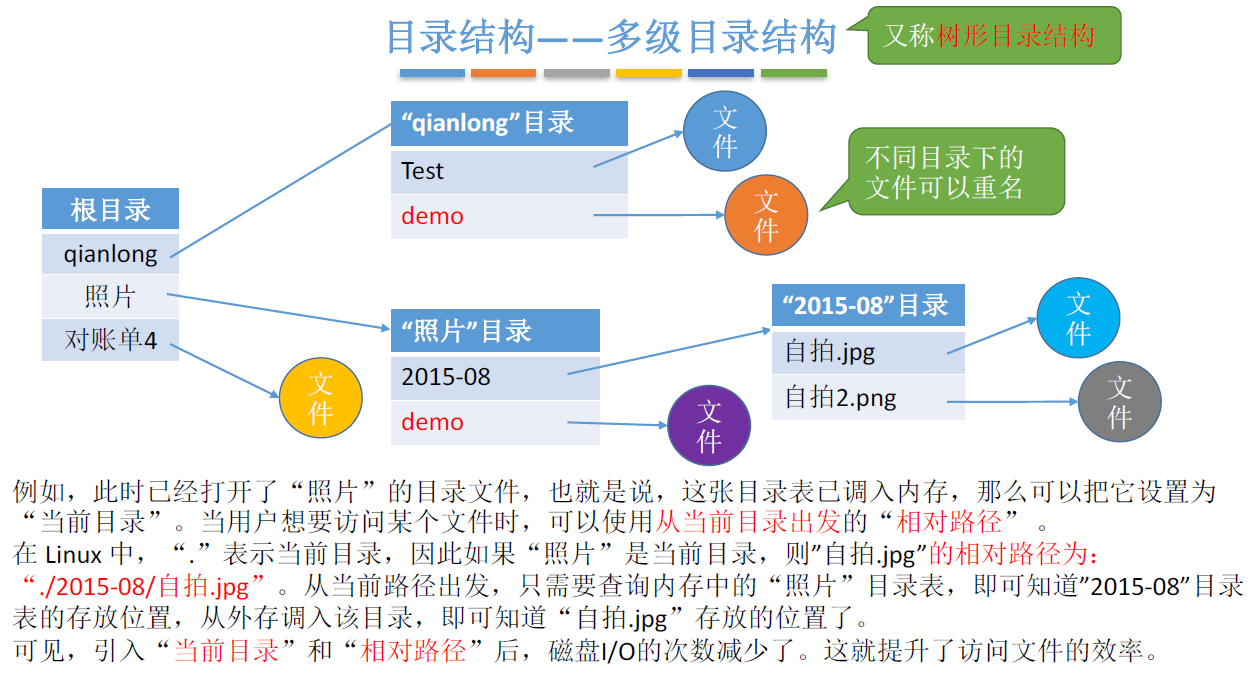 目录结构——多级目录结构
又称树形目录结构
“qianlong”目录
Test
demo
文
件
文
件
不同目录下的
文件可以重名
根目录
qianlong
照片
对账单4
文
件
“照片”目录
2015-08
demo
文
件
“2015-08”目录
自拍.jpg
自拍2.png
文
件
文
件
例如，此时已经打开了“照片”的目录文件，也就是说，这张目录表已调入内存，那么可以把它设置为
“当前目录”。当用户想要访问某个文件时，可以使用从当前目录出发的“相对路径” 。
在 Linux 中，“.”表示当前目录，因此如果“照片”是当前目录，则”自拍.jpg”的相对路径为：
“./2015-08/自拍.jpg” 。从当前路径出发，只需要查询内存中的“照片”目录表，即可知道”2015-08”目录
表的存放位置，从外存调入该目录，即可知道“自拍.jpg”存放的位置了。
可见，引入“当前目录”和“相对路径”后，磁盘I/O的次数减少了。这就提升了访问文件的效率。